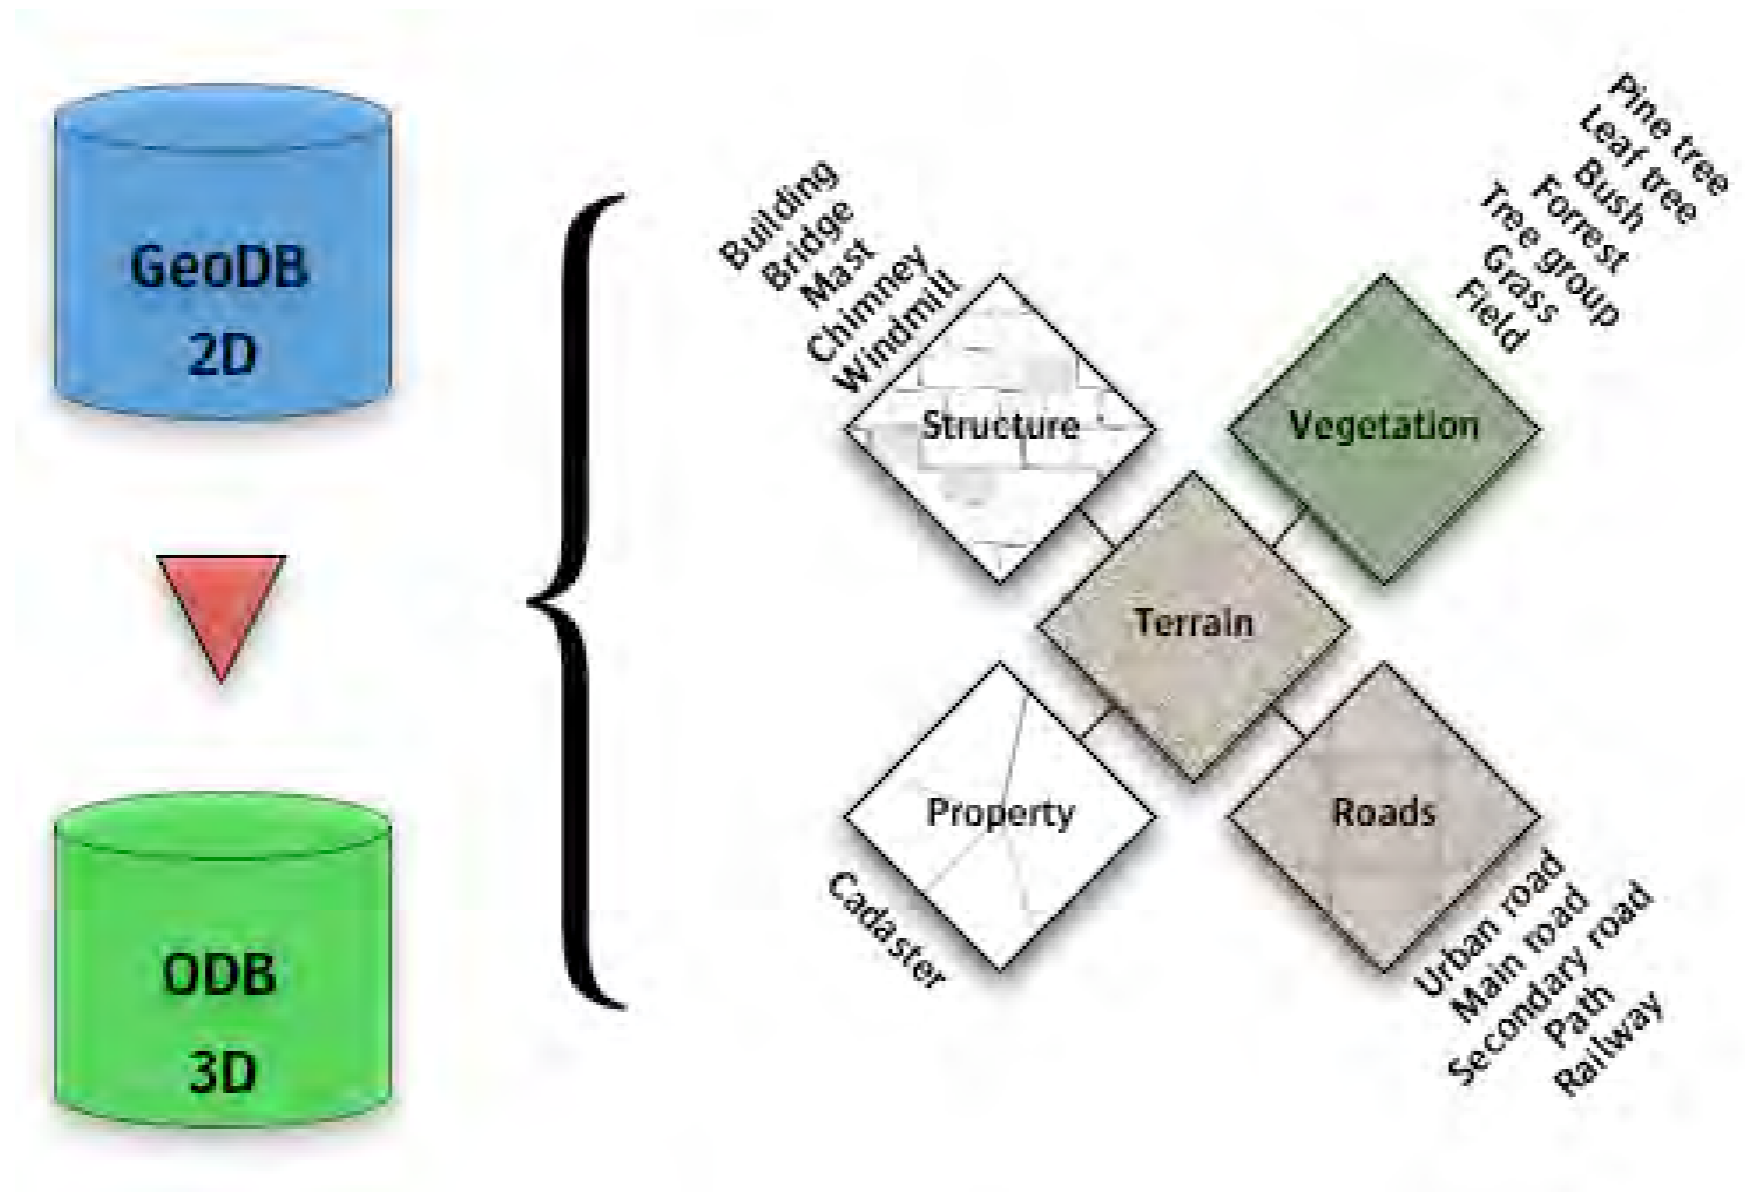 GeoDB
2D
ODB
3D
Building
Bridge
Mast
Chimney
Windmill
Structure
Pine tree
Leaf tree
Bush
Forrest
Tree group
Grass
Field
Vegetation
Terrain
Property
Cadaster
Roads
Urban road
Main road
Secondary road
Path
Railway